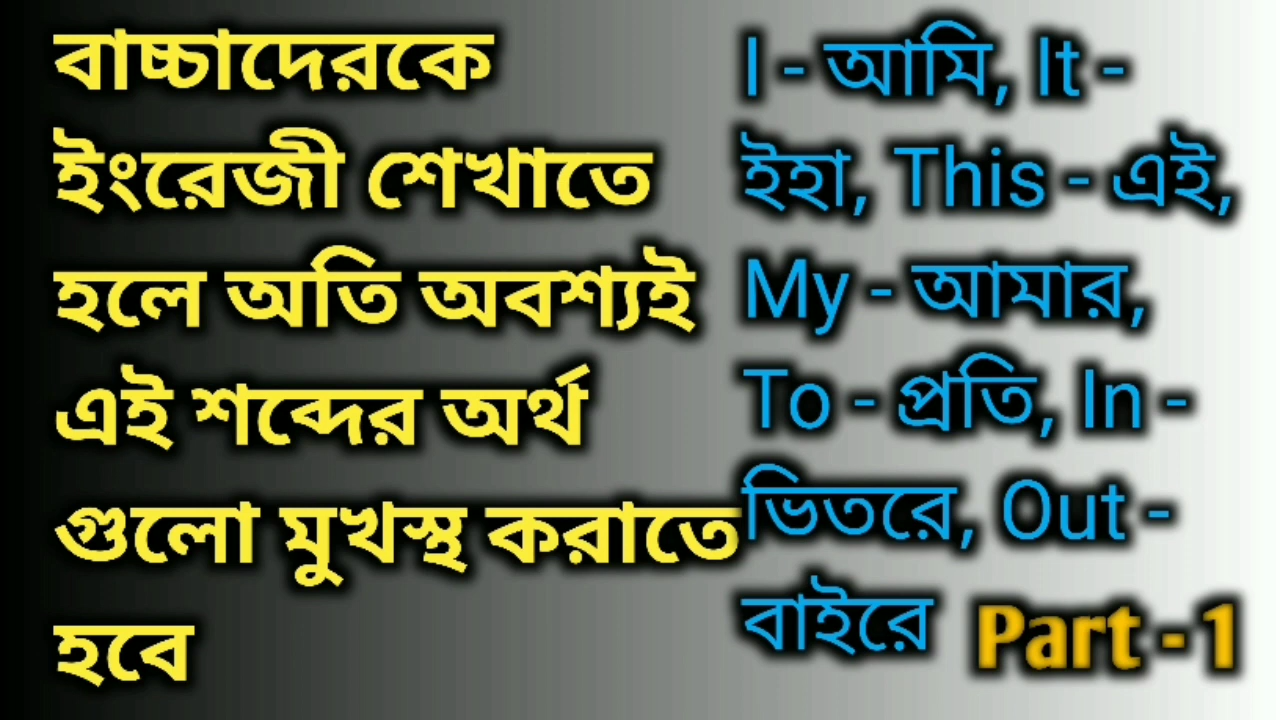 বাচ্চাদেরকে
ইংরেজী শেখাতে
হলে অতি অবশ্যই
এই শব্দের অর্থ
গুলো মুখস্থ করাতে
হবে
I - আমি, It -
ইহা, This - এই,
My - আমার,
To - প্রতি, In -
ভিতরে, Out -
বাইরে
Part - 1